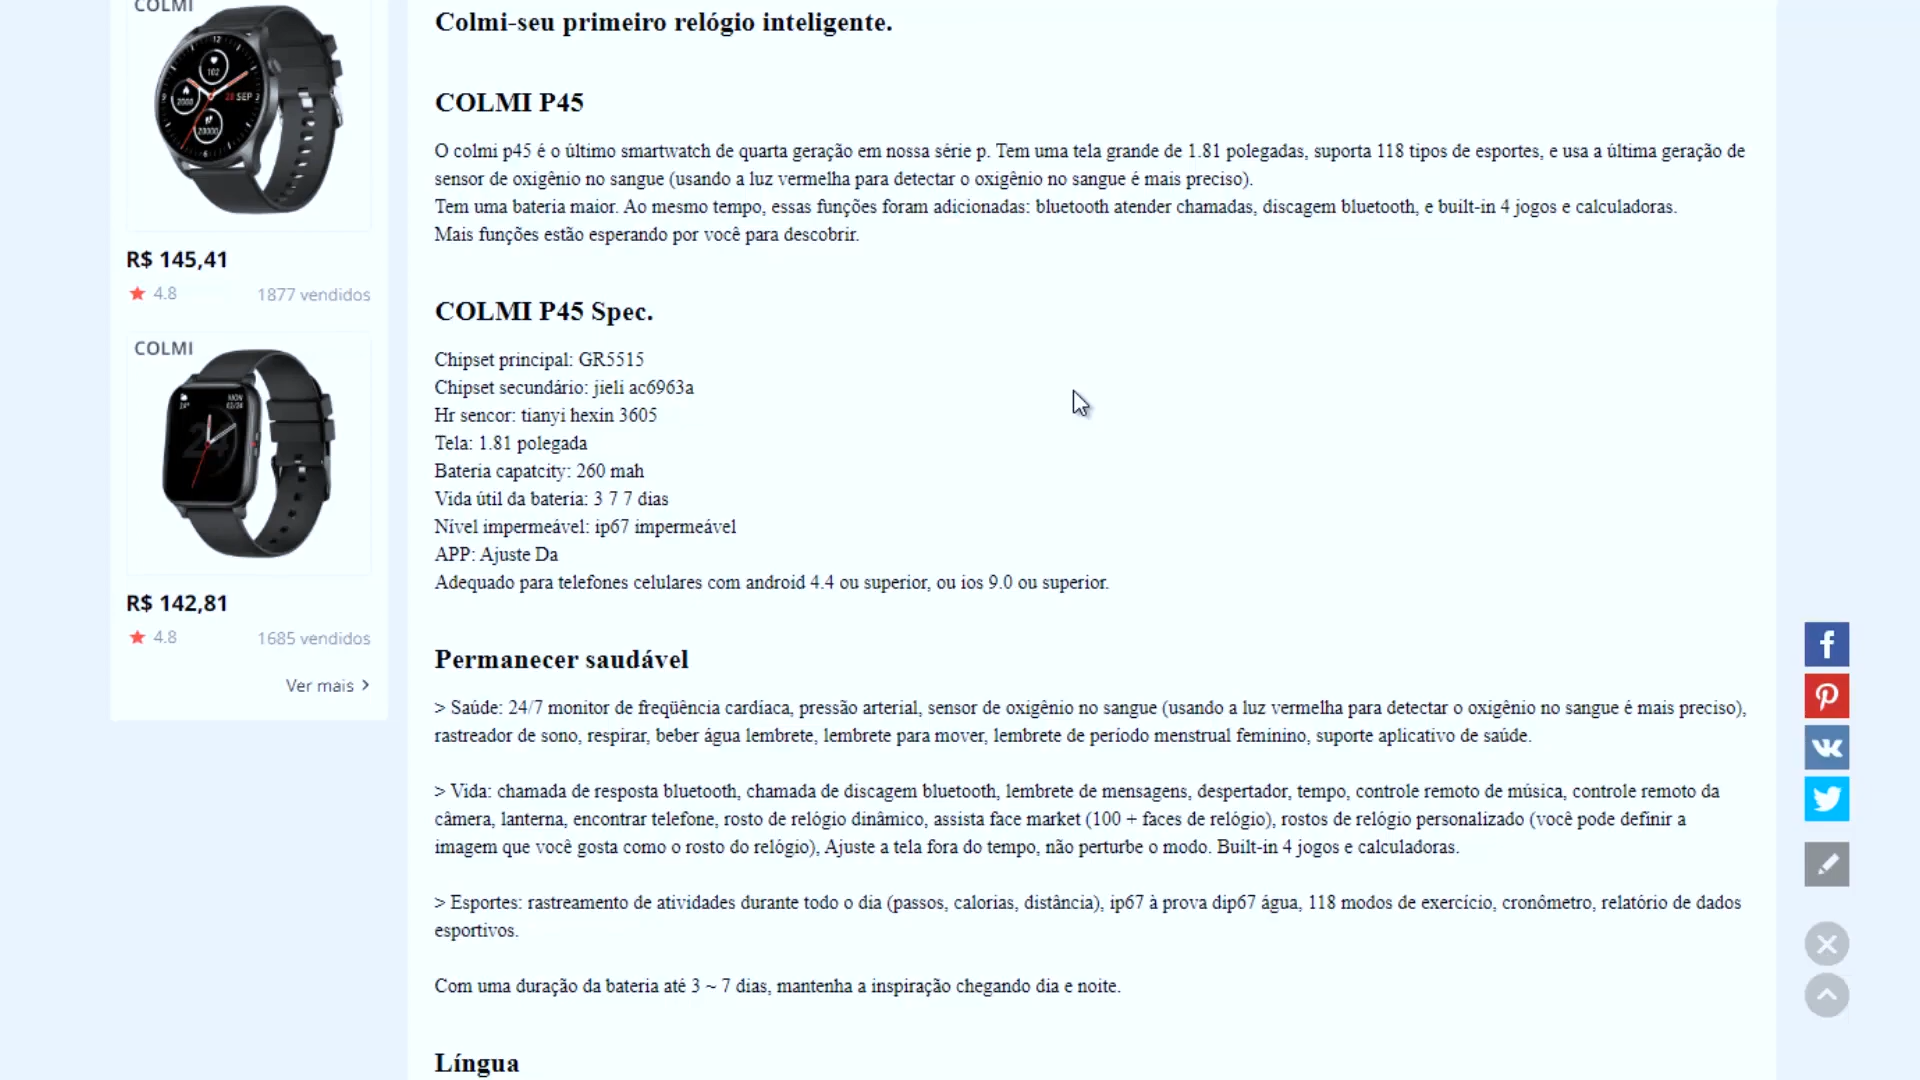 COLMI
R$ 145,41
4.8 1877 vendidos
COLMI
R$ 142,81
4.8 1685 vendidos
Ver mais >
Colmi-seu primeiro relógio inteligente.
COLMI P45
O colmi p45 é o último smartwatch de quarta geração em nossa série p. Tem uma tela grande de 1.81 polegadas, suporta 118 tipos de esportes, e usa a última geração de
sensor de oxigênio no sangue (usando a luz vermelha para detectar o oxigênio no sangue é mais preciso).
Tem uma bateria maior. Ao mesmo tempo, essas funções foram adicionadas: bluetooth atender chamadas, discagem bluetooth, e built-in 4 jogos e calculadoras.
Mais funções estão esperando por você para descobrir.
COLMI P45 Spec.
Chipset principal: GR5515
Chipset secundário: jieli ac6963a
Hr sencor: tianyi hexin 3605
Tela: 1.81 polegada
Bateria capatcity: 260 mah
Vida útil da bateria: 3 7 7 dias
Nível impermeável: ip67 impermeável
APP: Ajuste Da
Adequado para telefones celulares com android 4.4 ou superior, ou ios 9.0 ou superior.
Permanecer saudável
> Saúde: 24/7 monitor de freqüência cardíaca, pressão arterial, sensor de oxigênio no sangue (usando a luz vermelha para detectar o oxigênio no sangue é mais preciso),
rastreador de sono, respirar, beber água lembrete, lembrete para mover, lembrete de período menstrual feminino, suporte aplicativo de saúde.
> Vida: chamada de resposta bluetooth, chamada de discagem bluetooth, lembrete de mensagens, despertador, tempo, controle remoto de música, controle remoto da
câmera, lanterna, encontrar telefone, rosto de relógio dinâmico, assista face market (100 + faces de relógio), rostos de relógio personalizado (você pode definir a
imagem que você gosta como o rosto do relógio), Ajuste a tela fora do tempo, não perturbe o modo. Built-in 4 jogos e calculadoras.
> Esportes: rastreamento de atividades durante todo o dia (passos, calorias, distância), ip67 à prova dip67 água, 118 modos de exercício, cronômetro, relatório de dados
esportivos.
Com uma duração da bateria até 3 ~ 7 dias, mantenha a inspiração chegando dia e noite.
Língua